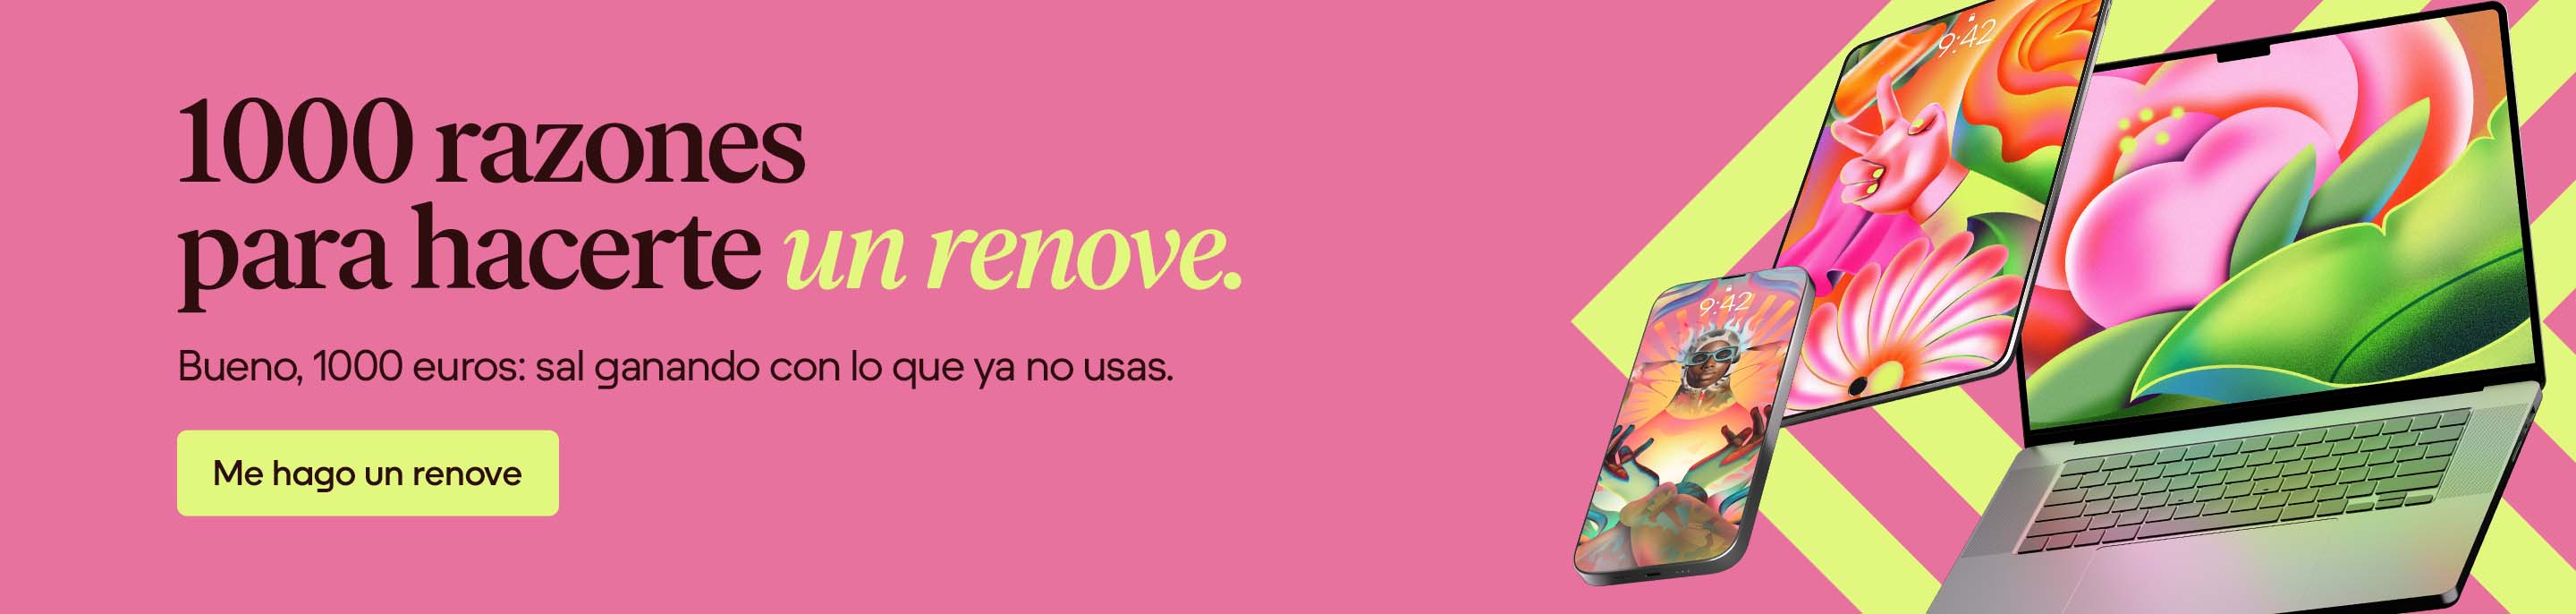 1000 razones
para hacerte un renove.
Bueno, 1000 euros: sal ganando con lo que ya no usas.
Me hago un renove
9:42
9:42